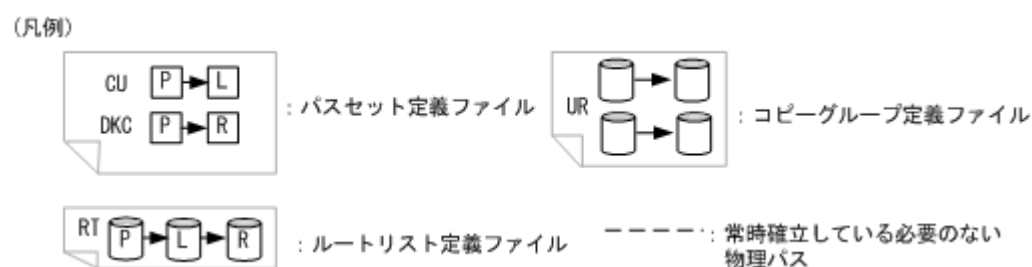 (凡例)
CU P L
DKC P R
: パスセット定義ファイル
UR
: コピーグループ定義ファイル
RT P L R
: ルートリスト定義ファイル
: 常時確立している必要のない
物理パス